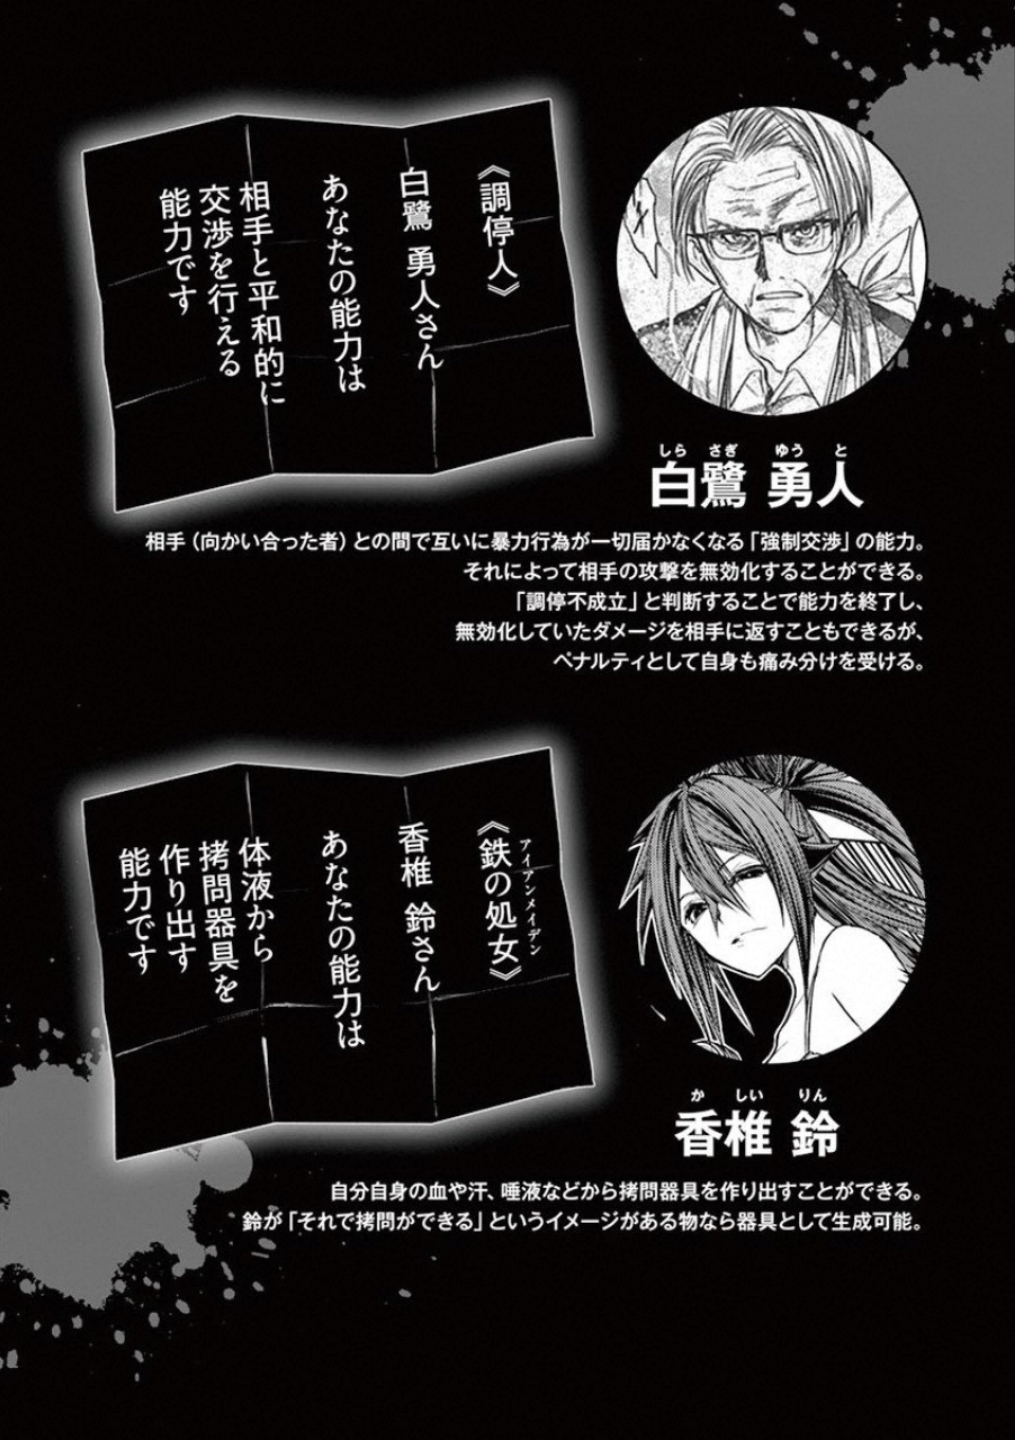 《調停人》
白鷺 勇人さん
あなたの能力は
相手と平和的に
交渉を行える
能力です
しら さぎ ゆう と
白鷺 勇人
相手（向かい合った者）との間で互いに暴力行為が一切届かなくなる「強制交渉」の能力。
それによって相手の攻撃を無効化することができる。
「調停不成立」と判断することで能力を終了し、
無効化していたダメージを相手に返すこともできるが、
ペナルティとして自身も痛み分けを受ける。
アイアンメイデン
《鉄の処女》
香椎 鈴さん
あなたの能力は
体液から
拷問器具を
作り出す
能力です
か しい りん
香椎 鈴
自分自身の血や汗、唾液などから拷問器具を作り出すことができる。
鈴が「それで拷問ができる」というイメージがある物なら器具として生成可能。